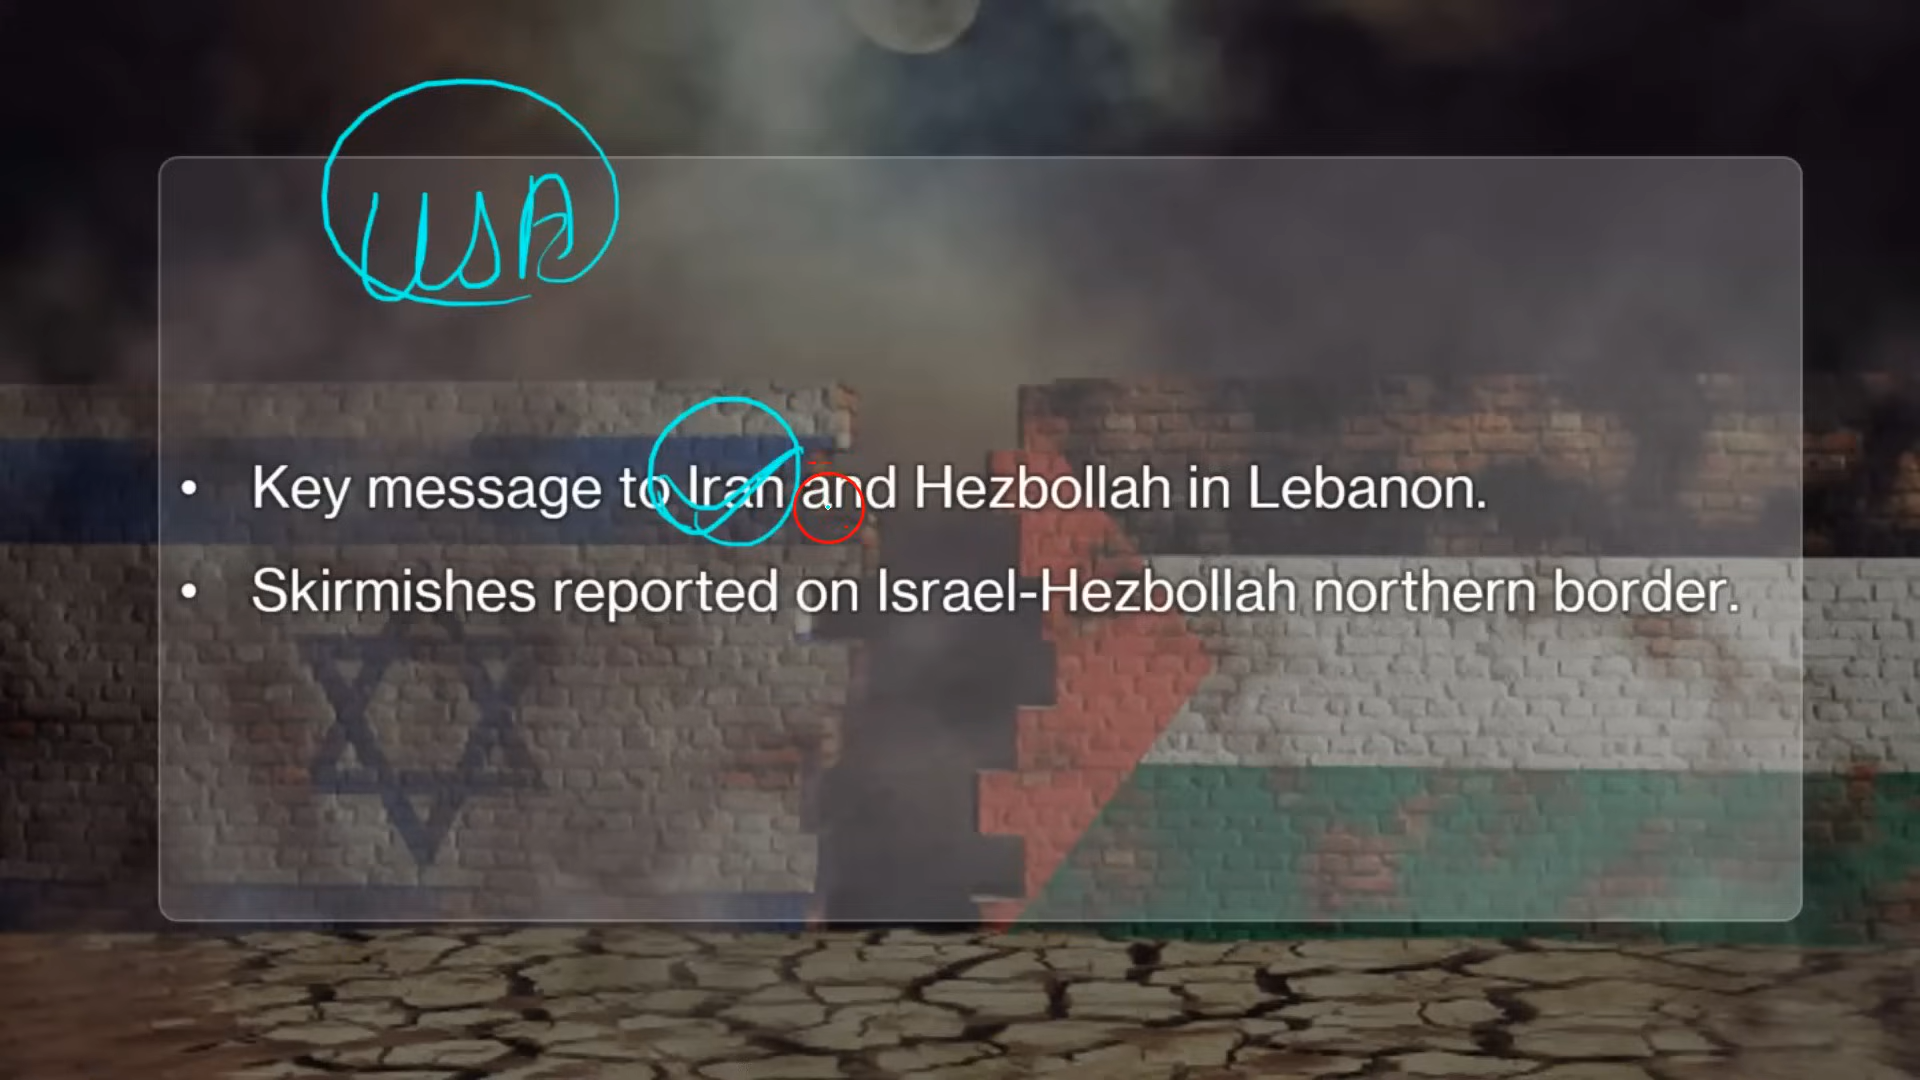 USA
• Key message to Iran and Hezbollah in Lebanon.
• Skirmishes reported on Israel-Hezbollah northern border.